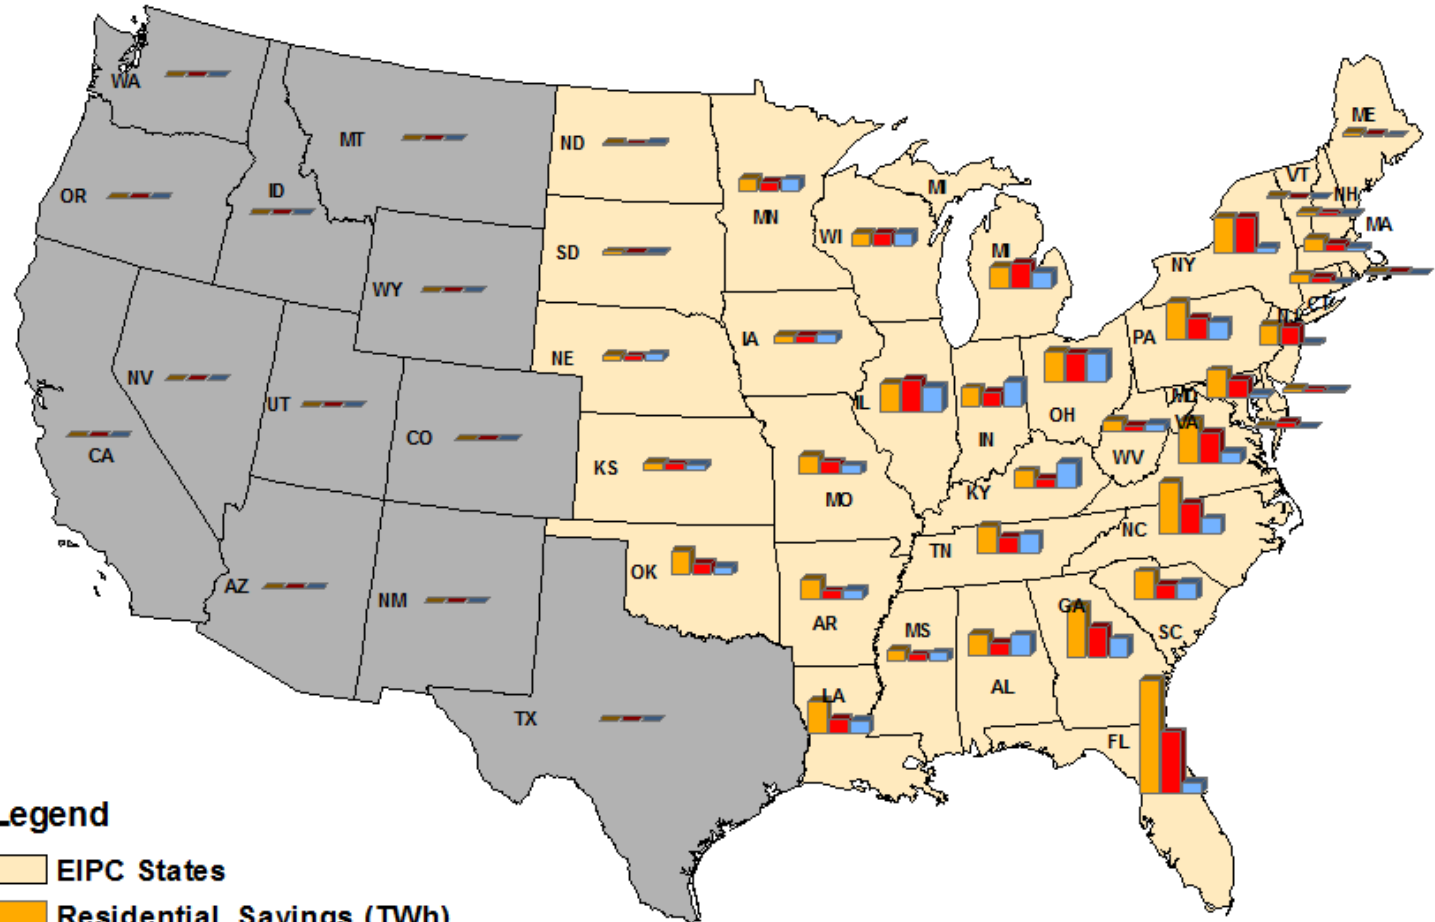 WA
MT
ND
ME
OR
ID
MN
MI
VT
NH
WI
MA
SD
MI
NY
WY
IA
CT
NE
PA
NV
UT
IL
MD
CO
OH
VA
CA
IN
KS
WV
MO
KY
NC
TN
OK
AZ
NM
AR
GA
MS
SC
AL
LA
TX
FL
Legend
EIPC States
Residential Savings (TWh)